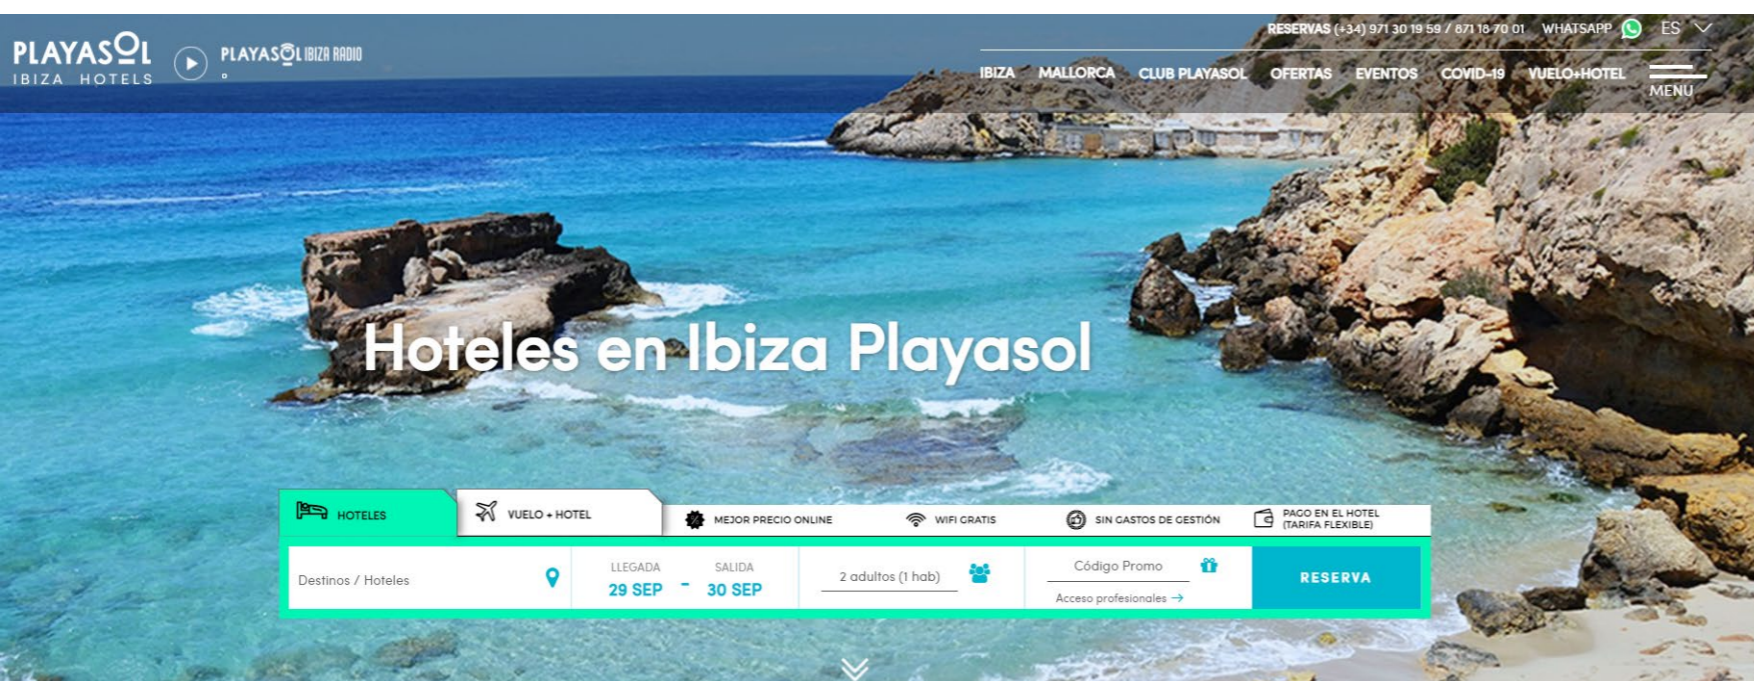 PLAYASOL
IBIZA HOTELS
PLAYASOL IBIZA RADIO
RESERVAS (+34) 971 30 19 59 / 871 18 70 01 WHATSAPP ES
IBIZA MALLORCA CLUB PLAYASOL OFERTAS EVENTOS COVID-19 VUELO+HOTEL
MENU
Hoteles en Ibiza Playasol
HOTELES
VUELO + HOTEL
MEJOR PRECIO ONLINE
WIFI GRATIS
SIN GASTOS DE GESTIÓN
PAGO EN EL HOTEL
(TARIFA FLEXIBLE)
Destinos / Hoteles
LLEGADA SALIDA
29 SEP - 30 SEP
2 adultos (1 hab)
Código Promo
Acceso profesionales →
RESERVA